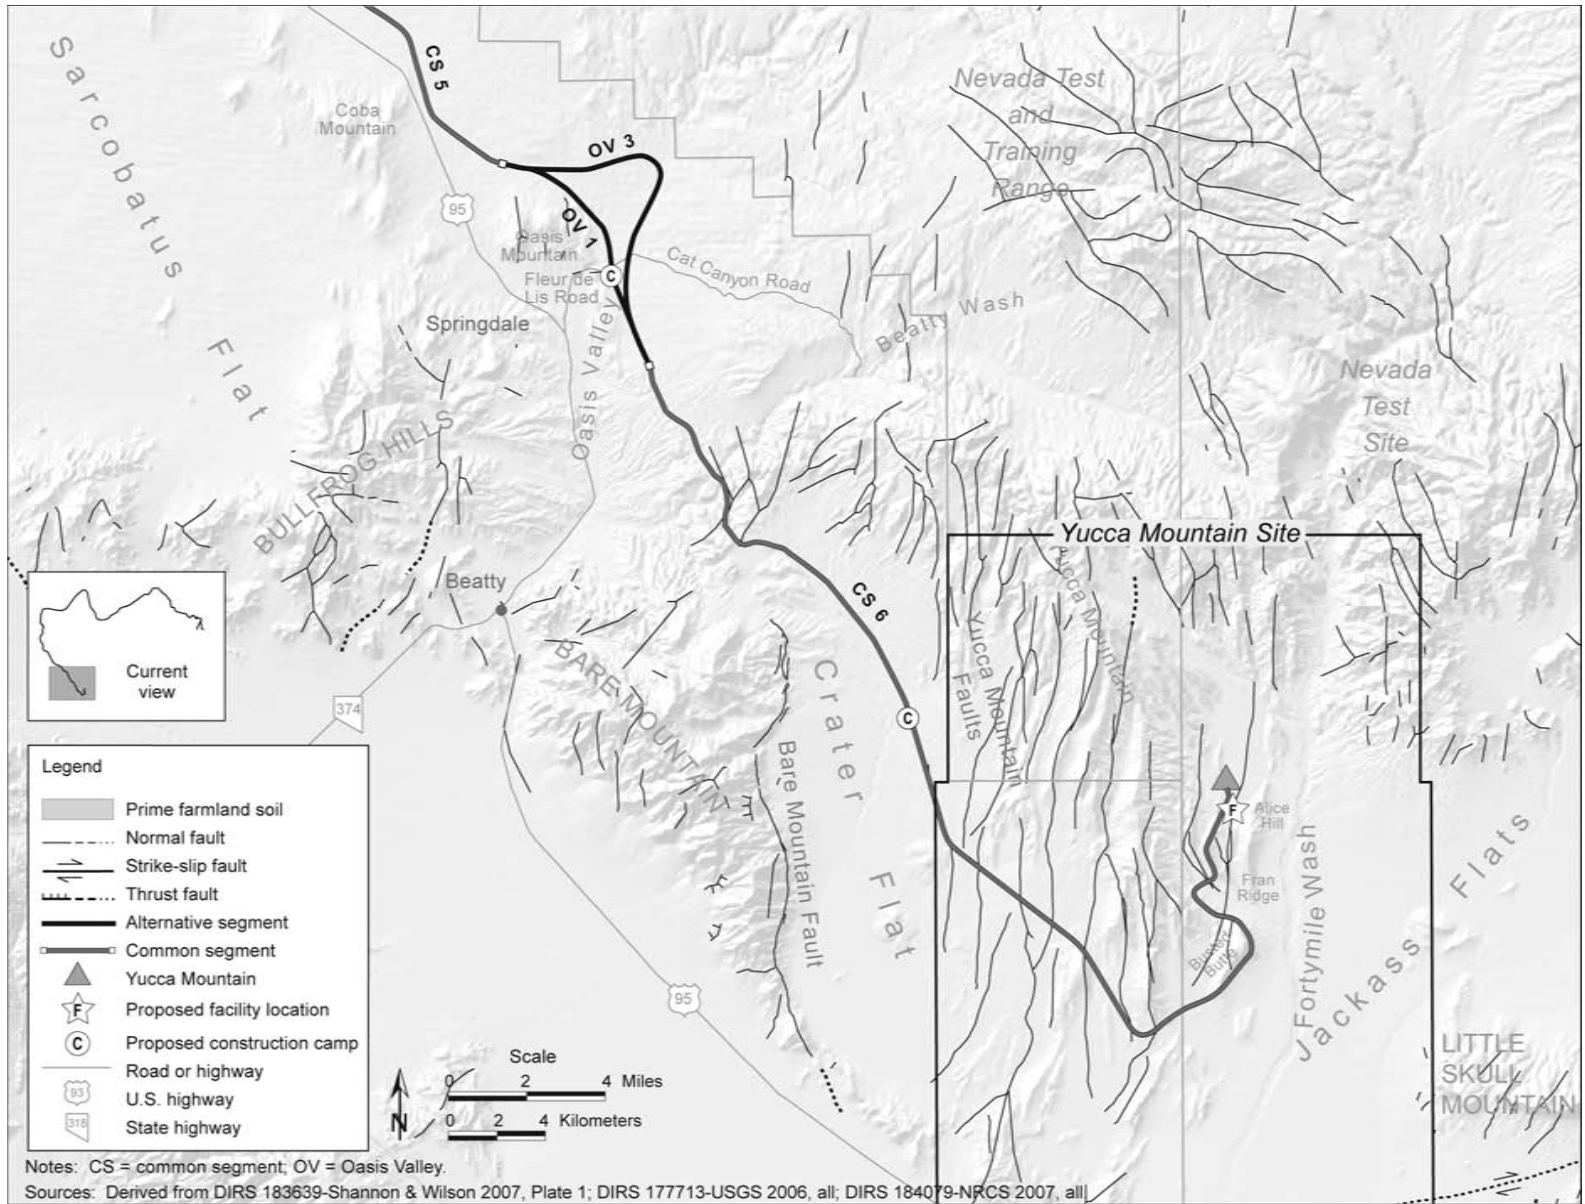 Sarcobatus Flat
CS 5
Coba
Mountain
OV 3
95
OV 1
Oasis
Mountain
Fleur de
Lis Road
C
Cat Canyon Road
Springdale
Oasis Valley
Beatty Wash
Nevada Test
and
Training
Range
Nevada
Test
Site
BULLFROG HILLS
Yucca Mountain Site
Beatty
CS 6
Yucca Mountain
Yucca Mountain
Faults
BARE MOUNTAIN
Crater Flat
C
Bare Mountain Fault
374
95
F
Alice
Hill
Fran
Ridge
Busted
Butte
Fortymile Wash
Jackass Flats
LITTLE
SKULL
MOUNTAIN
Current
view
Legend
Prime farmland soil
Normal fault
Strike-slip fault
Thrust fault
Alternative segment
Common segment
Yucca Mountain
F Proposed facility location
C Proposed construction camp
Road or highway
93 U.S. highway
318 State highway
N
Scale
0 2 4 Miles
0 2 4 Kilometers
Notes: CS = common segment; OV = Oasis Valley.
Sources: Derived from DIRS 183639-Shannon & Wilson 2007, Plate 1; DIRS 177713-USGS 2006, all; DIRS 184079-NRCS 2007, all